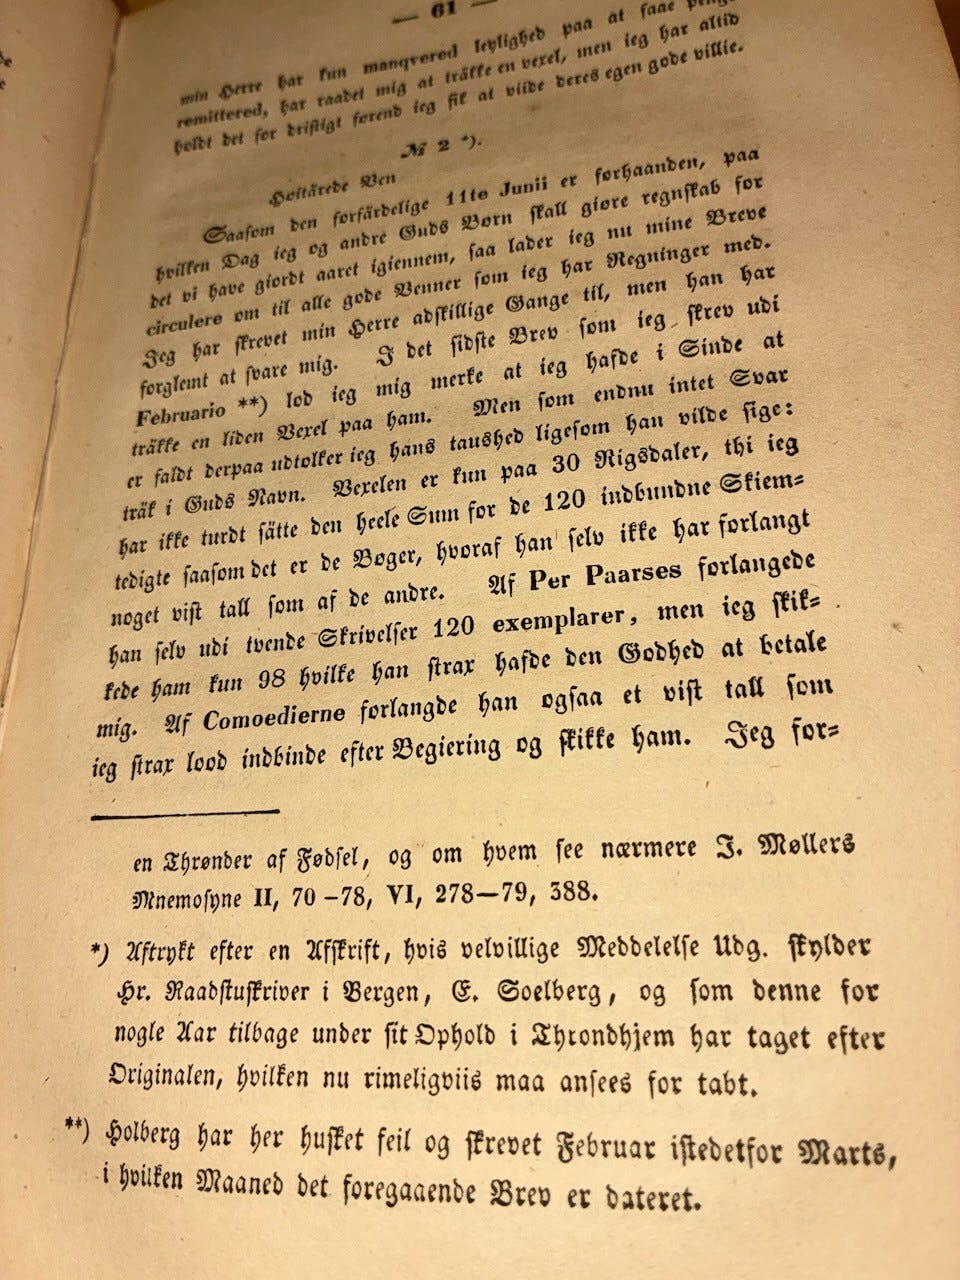 — 61 —
min Herre har kun manqvered leylighed paa at faae penge
remittered, har raadet mig at träkke en vexel, men ieg har altid
holdt det for dristigt forend ieg fik at viide deres egen gode villie.
№ 2 *).
Høitärede Ven
Saasom den forfärdelige 11te Junii er forhaanden, paa
hvilken Dag ieg og andre Guds Børn skall giøre regnskab for
det vi have giordt aaret igiennem, saa lader ieg nu mine Breve
circulere om til alle gode Venner som ieg har Regninger med.
Jeg har skrevet min Herre adskillige Gange til, men han har
forglemt at svare mig. I det sidste Brev som ieg skrev udi
Februario **) lod ieg mig merke at ieg hafde i Sinde at
träkke en liden Vexel paa ham. Men som endnu intet Svar
er faldt derpaa udtolker ieg hans taushed ligesom han vilde sige:
träk i Guds Navn. Vexelen er kun paa 30 Rigsdaler, thi ieg
har ikke turdt sätte den heele Sum for de 120 indbundne Skiem-
tedigte saasom det er de Bøger, hvoraf han selv ikke har forlangt
noget vist tall som af de andre. Af Per Paarses forlangede
han selv udi tvende Skrivelser 120 exemplarer, men ieg skik-
kede ham kun 98 hvilke han strax hafde den Godhed at betale
mig. Af Comoedierne forlangde han ogsaa et vist tall som
ieg strax lood indbinde efter Begiering og skikke ham. Jeg for-
en Thrønder af Fødsel, og om hvem see nærmere J. Møllers
Mnemosyne II, 70-78, VI, 278—79, 388.
*) Aftrykt efter en Afskrift, hvis velvillige Meddelelse Udg. skylder
Hr. Raadstuskriver i Bergen, E. Soelberg, og som denne for
nogle Aar tilbage under sit Ophold i Throndhjem har taget efter
Originalen, hvilken nu rimeligviis maa ansees for tabt.
**) Holberg har her husket feil og skrevet Februar istedetfor Marts,
i hvilken Maaned det foregaaende Brev er dateret.